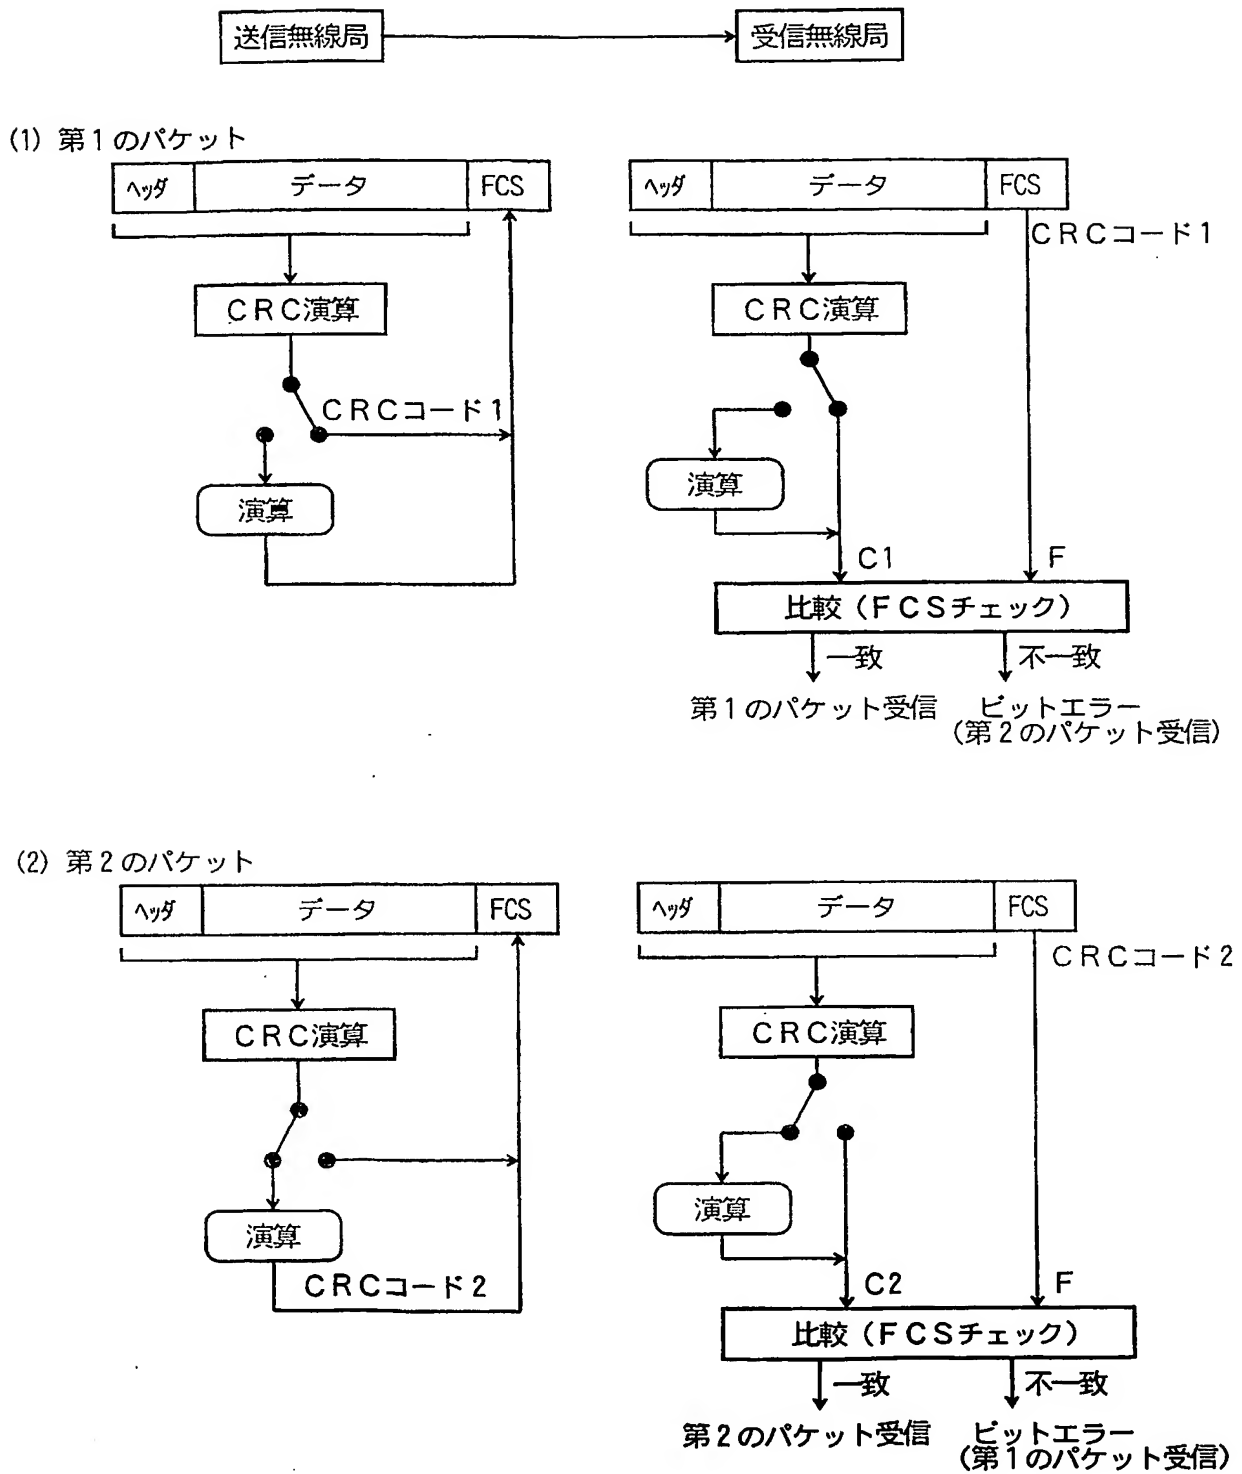 送信無線局
受信無線局
(1) 第1のパケット
ヘッダ
データ
FCS
CRC演算
CRCコード1
演算
ヘッダ
データ
FCS
CRCコード1
CRC演算
演算
C1
F
比較(FCSチェック)
一致
不一致
第1のパケット受信
ビットエラー
(第2のパケット受信)
(2) 第2のパケット
ヘッダ
データ
FCS
CRC演算
演算
CRCコード2
ヘッダ
データ
FCS
CRCコード2
CRC演算
演算
C2
F
比較(FCSチェック)
一致
不一致
第2のパケット受信
ビットエラー
(第1のパケット受信)